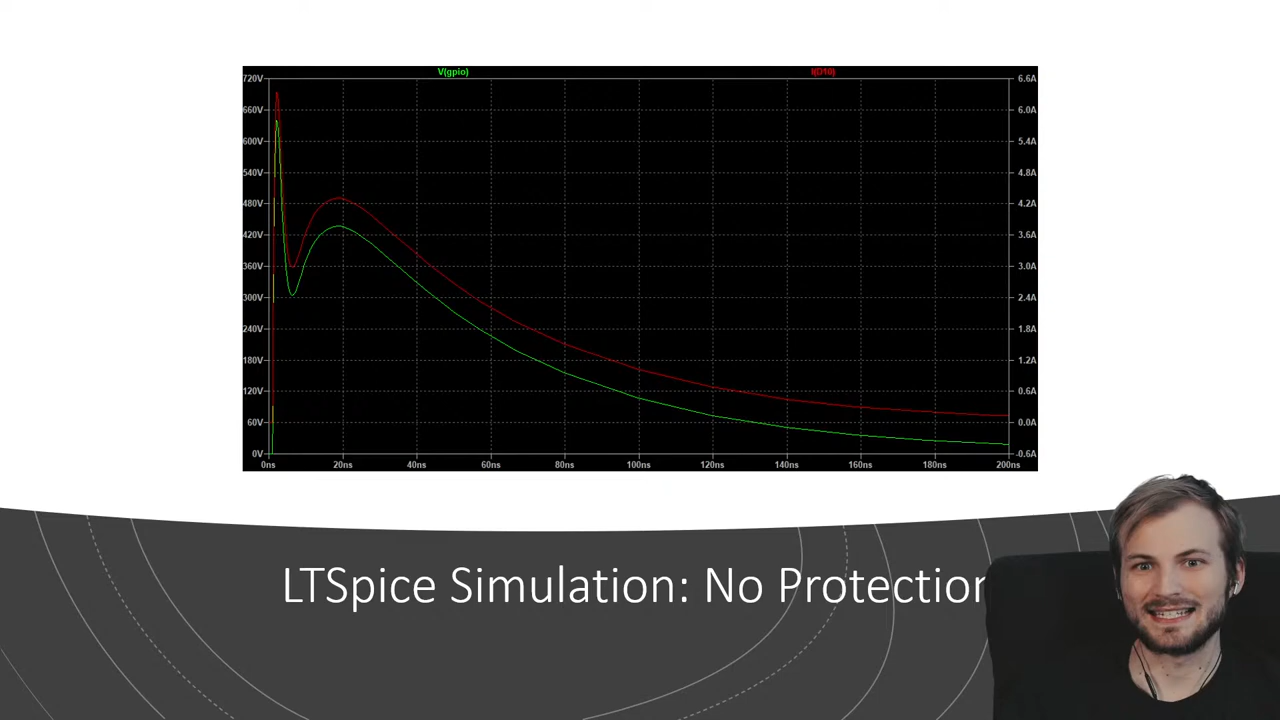 V(gpio) I(D10)
720V 6.6A
660V 6.0A
600V 5.4A
540V 4.8A
480V 4.2A
420V 3.6A
360V 3.0A
300V 2.4A
240V 1.8A
180V 1.2A
120V 0.6A
60V 0.0A
0V -0.6A
0ns 20ns 40ns 60ns 80ns 100ns 120ns 140ns 160ns 180ns 200ns
LTSpice Simulation: No Protection